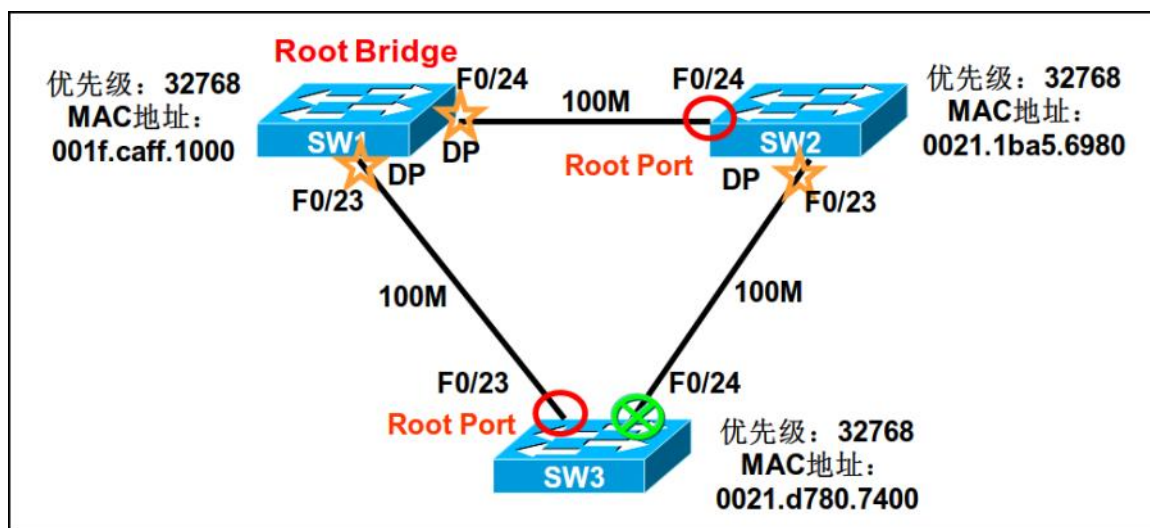 Root Bridge
优先级：32768
MAC地址：
001f.caff.1000
F0/24
100M
F0/24
优先级：32768
MAC地址：
0021.1ba5.6980
SW1
DP
DP
F0/23
Root Port
SW2
DP
F0/23
100M
100M
F0/23
F0/24
Root Port
SW3
优先级：32768
MAC地址：
0021.d780.7400